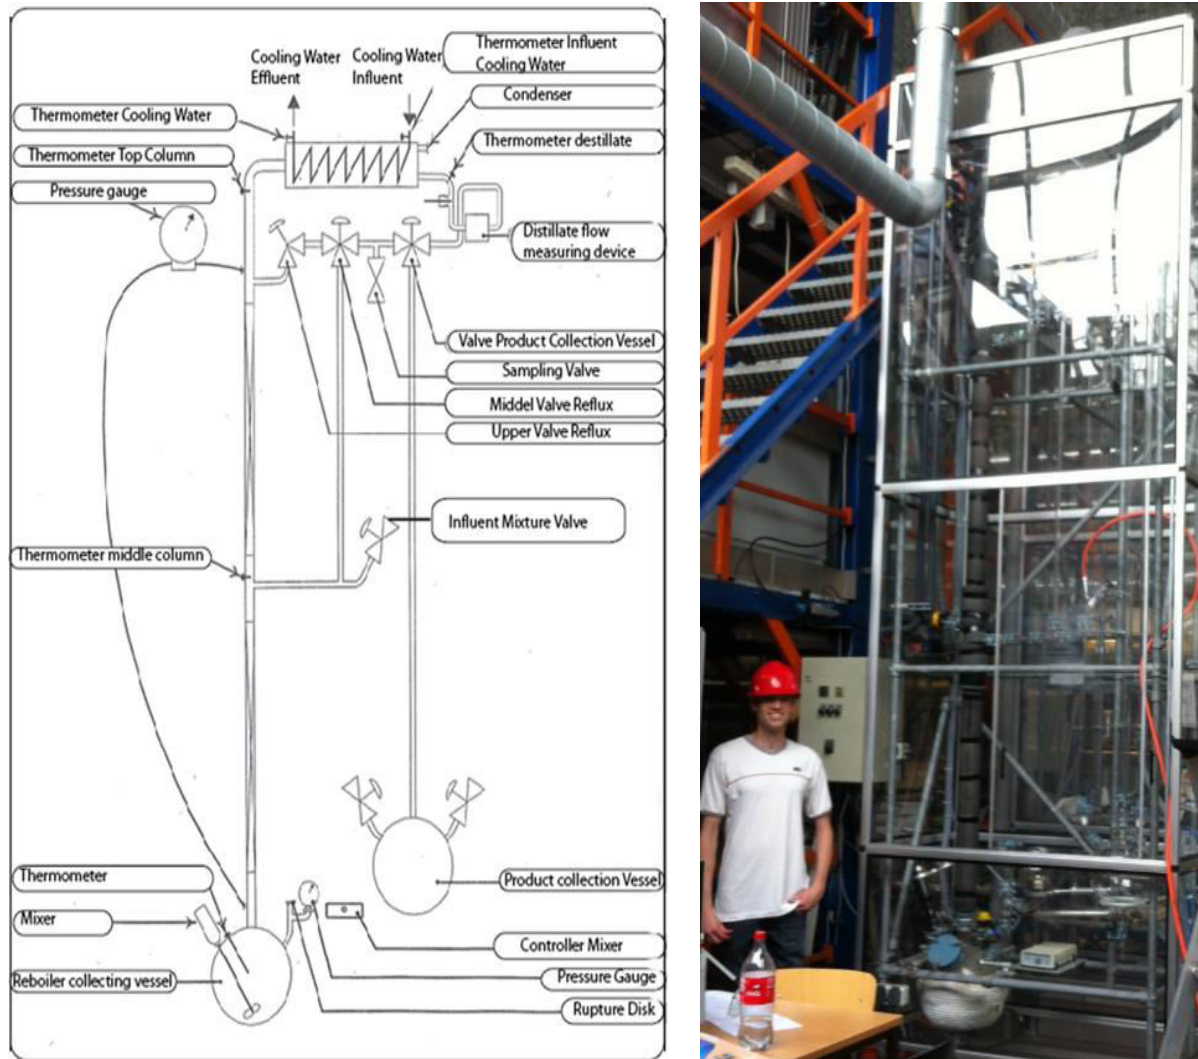 Cooling Water
Effluent
Cooling Water
Influent
Thermometer Influent
Cooling Water
Condenser
Thermometer Cooling Water
Thermometer destillate
Thermometer Top Column
Pressure gauge
Distillate flow
measuring device
Valve Product Collection Vessel
Sampling Valve
Middel Valve Reflux
Upper Valve Reflux
Influent Mixture Valve
Thermometer middle column
Thermometer
Product collection Vessel
Mixer
Controller Mixer
Reboiler collecting vessel
Pressure Gauge
Rupture Disk